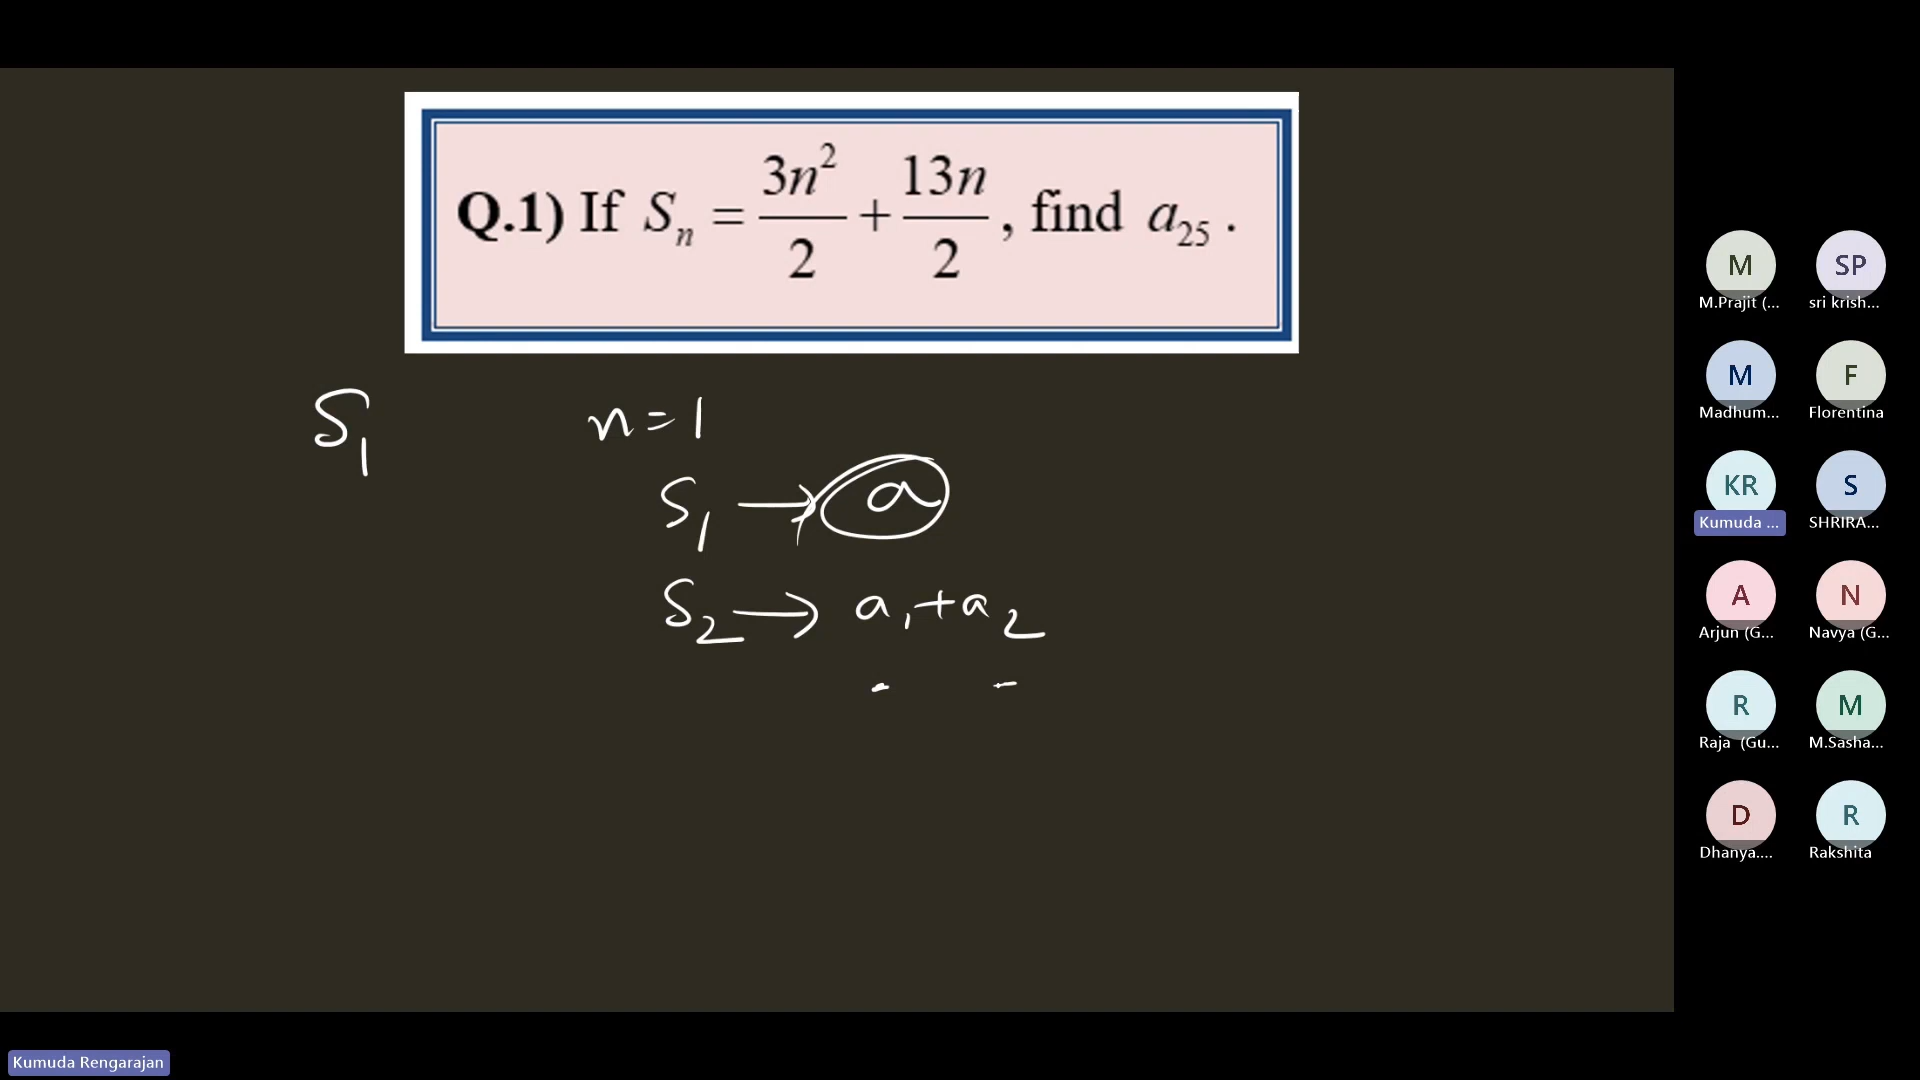 Q.1) If Sₙ = 3n²/2 + 13n/2, find a₂₅.
S₁ n = 1
S₁ → a
S₂ → a₁ + a₂
M SP
M.Prajit (... sri krish...
M F
Madhum... Florentina
KR S
Kumuda ... SHRIRA...
A N
Arjun (G... Navya (G...
R M
Raja (Gu... M.Sasha...
D R
Dhanya.... Rakshita
Kumuda Rengarajan